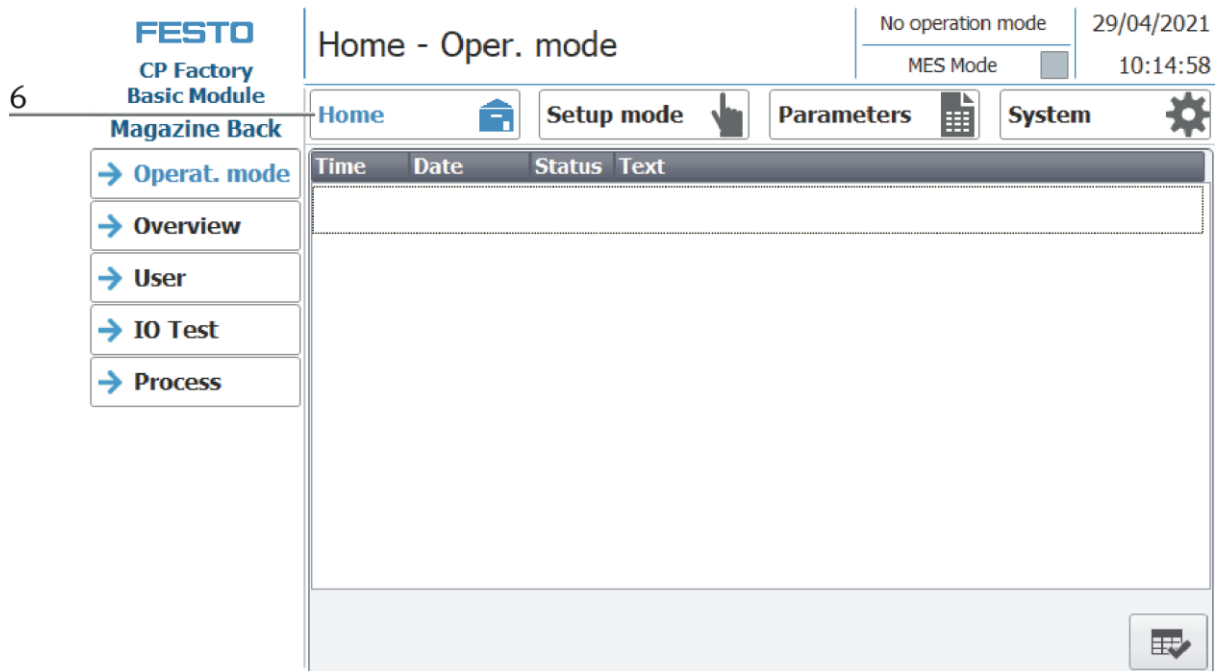 FESTO
CP Factory
Basic Module
Magazine Back
Home - Oper. mode
No operation mode
MES Mode
29/04/2021
10:14:58
6
Home
Setup mode
Parameters
System
Operat. mode
Overview
User
IO Test
Process
Time Date Status Text